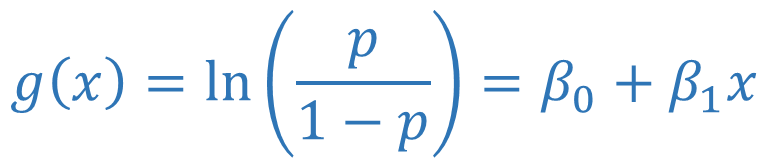 g(x) = ln(p / (1 − p)) = β₀ + β₁x